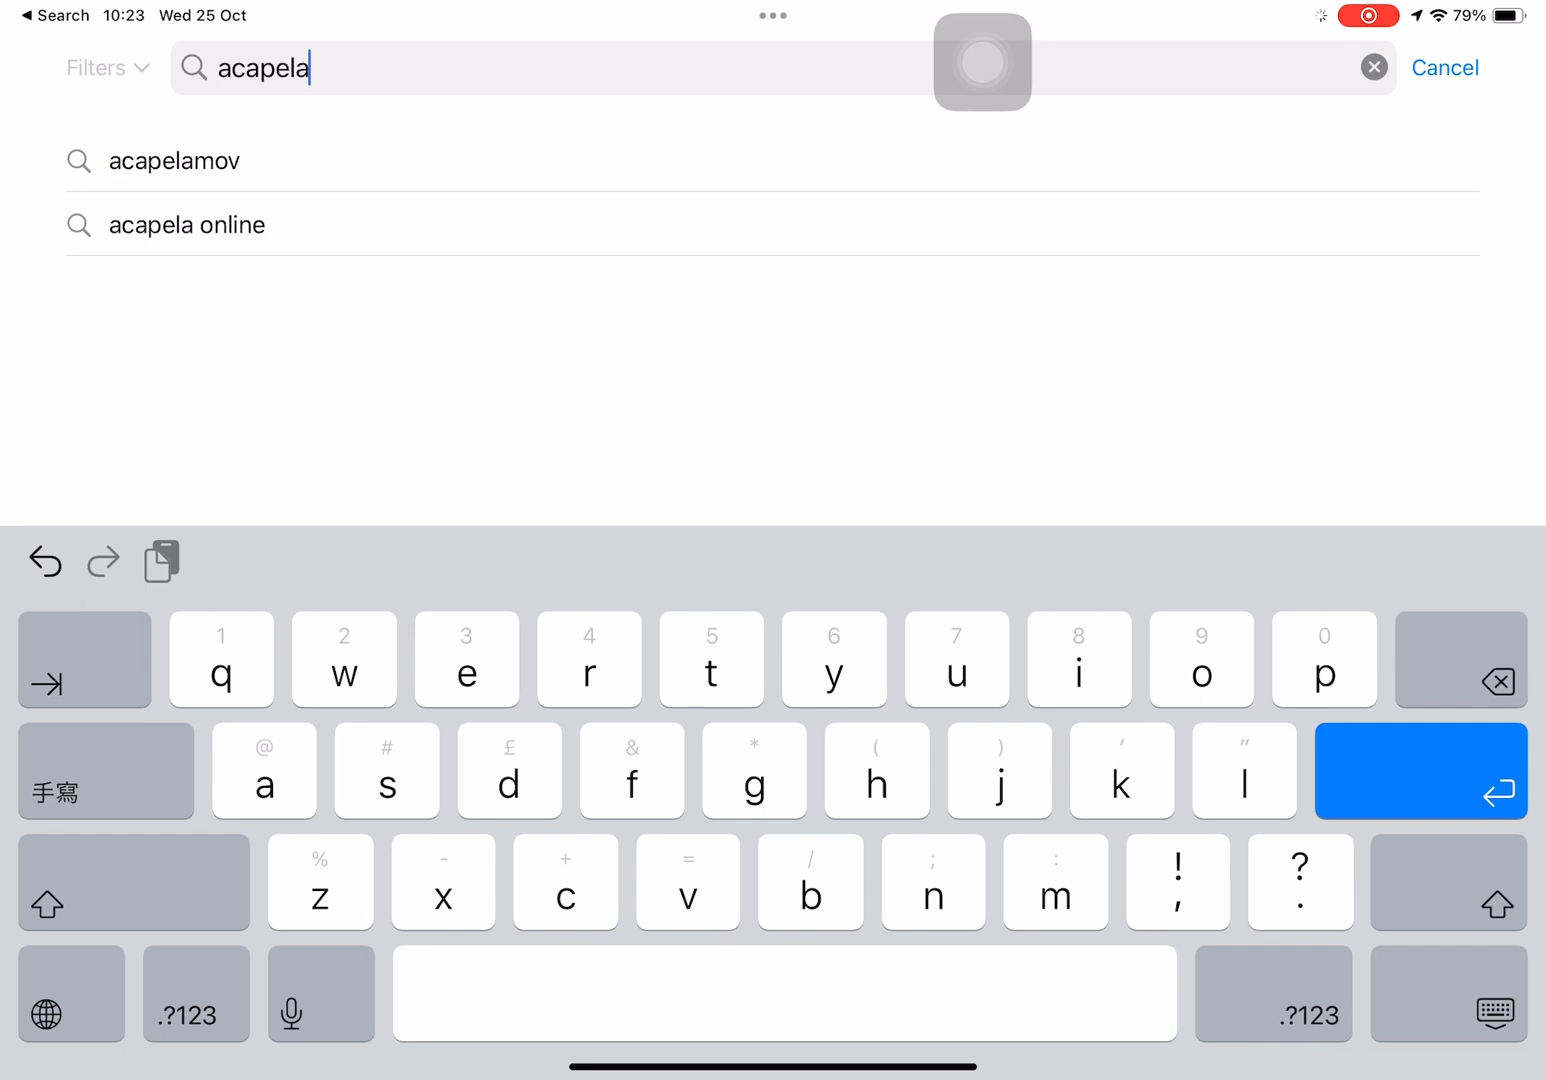 Search 10:23 Wed 25 Oct 79%
Filters acapela Cancel
acapelamov
acapela online
1 2 3 4 5 6 7 8 9 0
q w e r t y u i o p
@ # £ & * ( ) ' "
手寫 a s d f g h j k l
% - + = / ; : ! ?
z x c v b n m , .
.?123 .?123